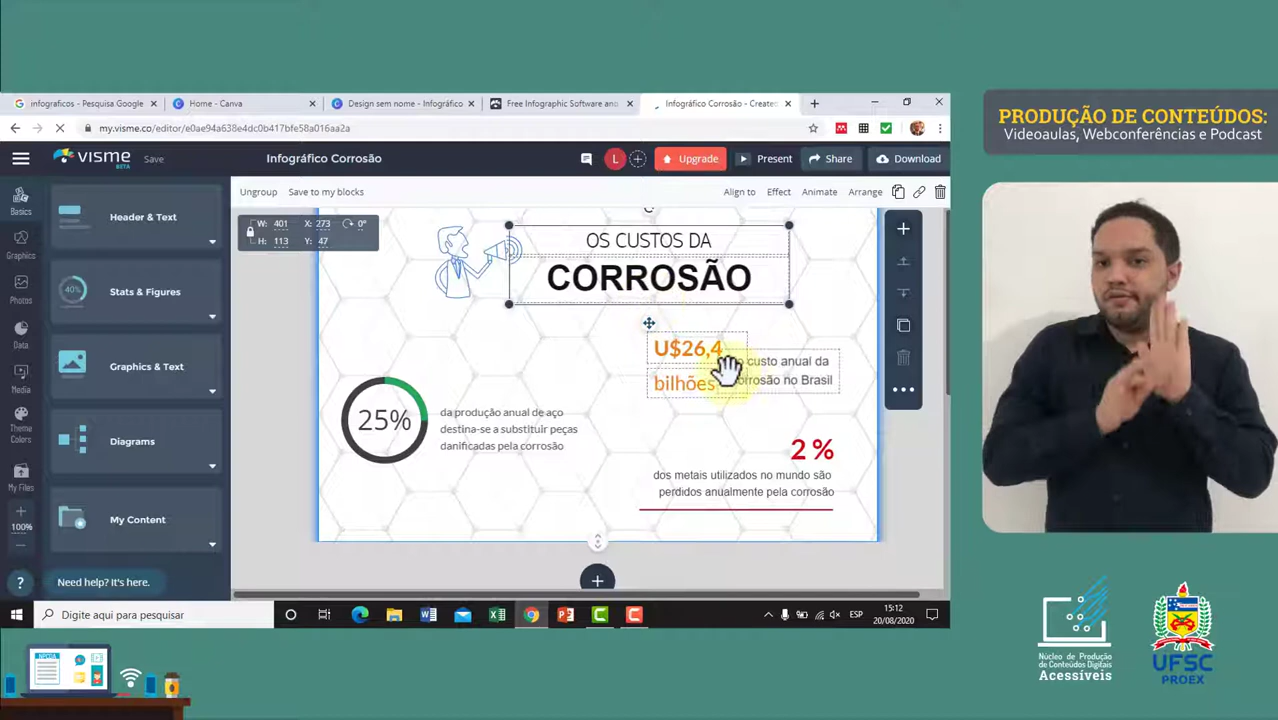 infograficos - Pesquisa Google
Home - Canva
Design sem nome - Infográfico
Free Infographic Software and
Infográfico Corrosão - Create
my.visme.co/editor/e0ae94a638e4dc0b417bfe58a016aa2a
visme
BETA
Save
Infográfico Corrosão
L
Upgrade
Present
Share
Download
Ungroup
Save to my blocks
Align to
Effect
Animate
Arrange
W: 401
X: 273
0°
H: 113
Y: 47
Basics
Graphics
Photos
Data
Media
Theme
Colors
My Files
100%
Header & Text
40%
Stats & Figures
Graphics & Text
Diagrams
My Content
Need help? It's here.
OS CUSTOS DA
CORROSÃO
U$26,4
bilhões
custo anual da
corrosão no Brasil
25%
da produção anual de aço
destina-se a substituir peças
danificadas pela corrosão
2 %
dos metais utilizados no mundo são
perdidos anualmente pela corrosão
Digite aqui para pesquisar
ESP
15:12
20/08/2020
PRODUÇÃO DE CONTEÚDOS:
Videoaulas, Webconferências e Podcast
Núcleo de Produção
de Conteúdos Digitais
Acessíveis
UFSC
PROEX
NPCDA